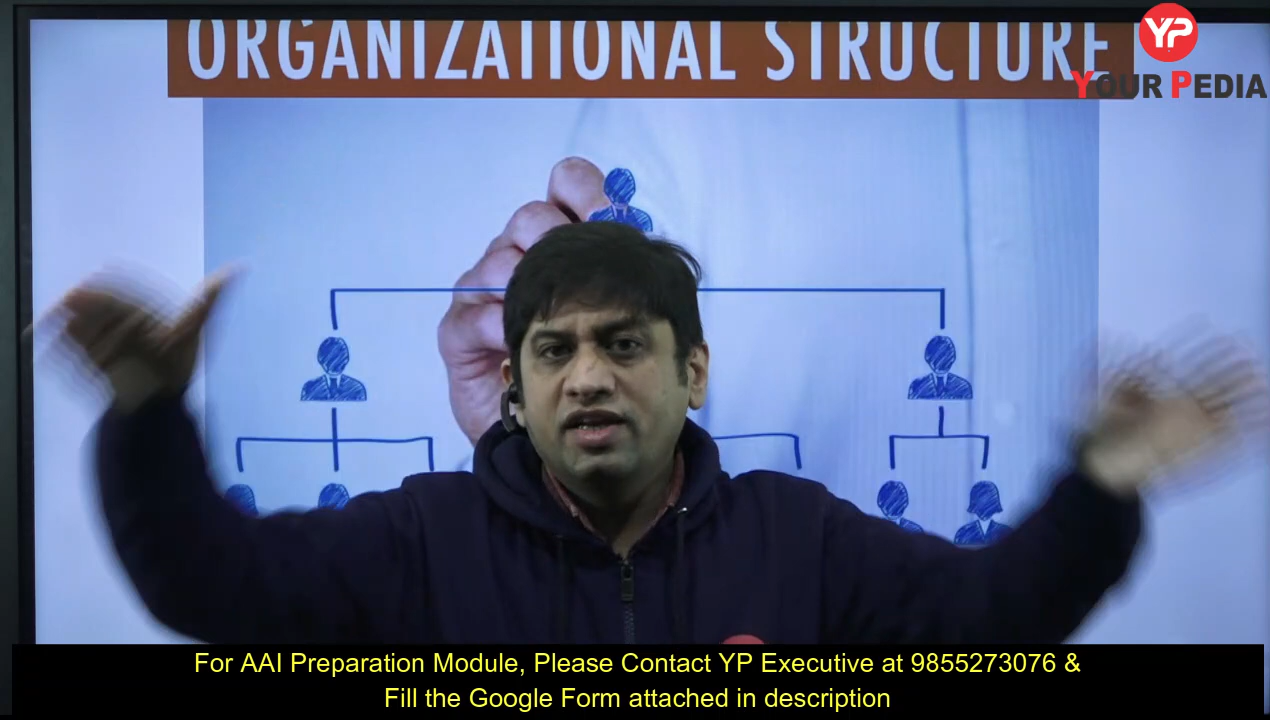 ORGANIZATIONAL STRUCTURE
YP
YOUR PEDIA
For AAI Preparation Module, Please Contact YP Executive at 9855273076 &
Fill the Google Form attached in description